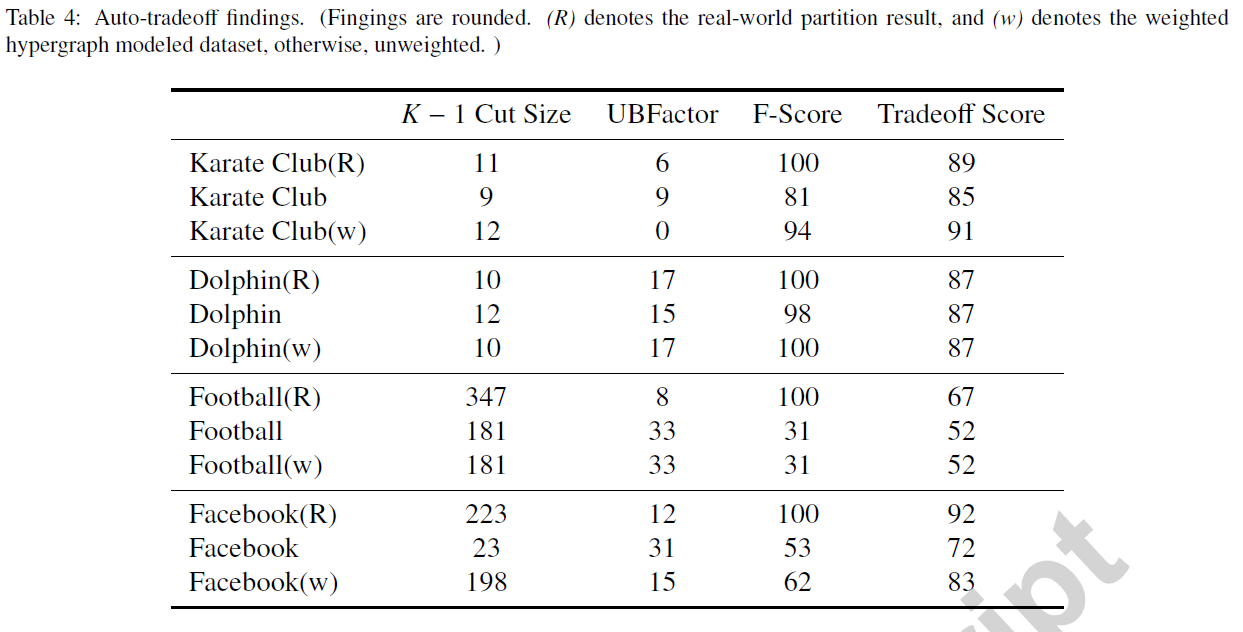 Table 4: Auto-tradeoff findings. (Fingings are rounded. (R) denotes the real-world partition result, and (w) denotes the weighted
hypergraph modeled dataset, otherwise, unweighted. )
K − 1 Cut Size UBFactor F-Score Tradeoff Score
Karate Club(R) 11 6 100 89
Karate Club 9 9 81 85
Karate Club(w) 12 0 94 91
Dolphin(R) 10 17 100 87
Dolphin 12 15 98 87
Dolphin(w) 10 17 100 87
Football(R) 347 8 100 67
Football 181 33 31 52
Football(w) 181 33 31 52
Facebook(R) 223 12 100 92
Facebook 23 31 53 72
Facebook(w) 198 15 62 83
ipt